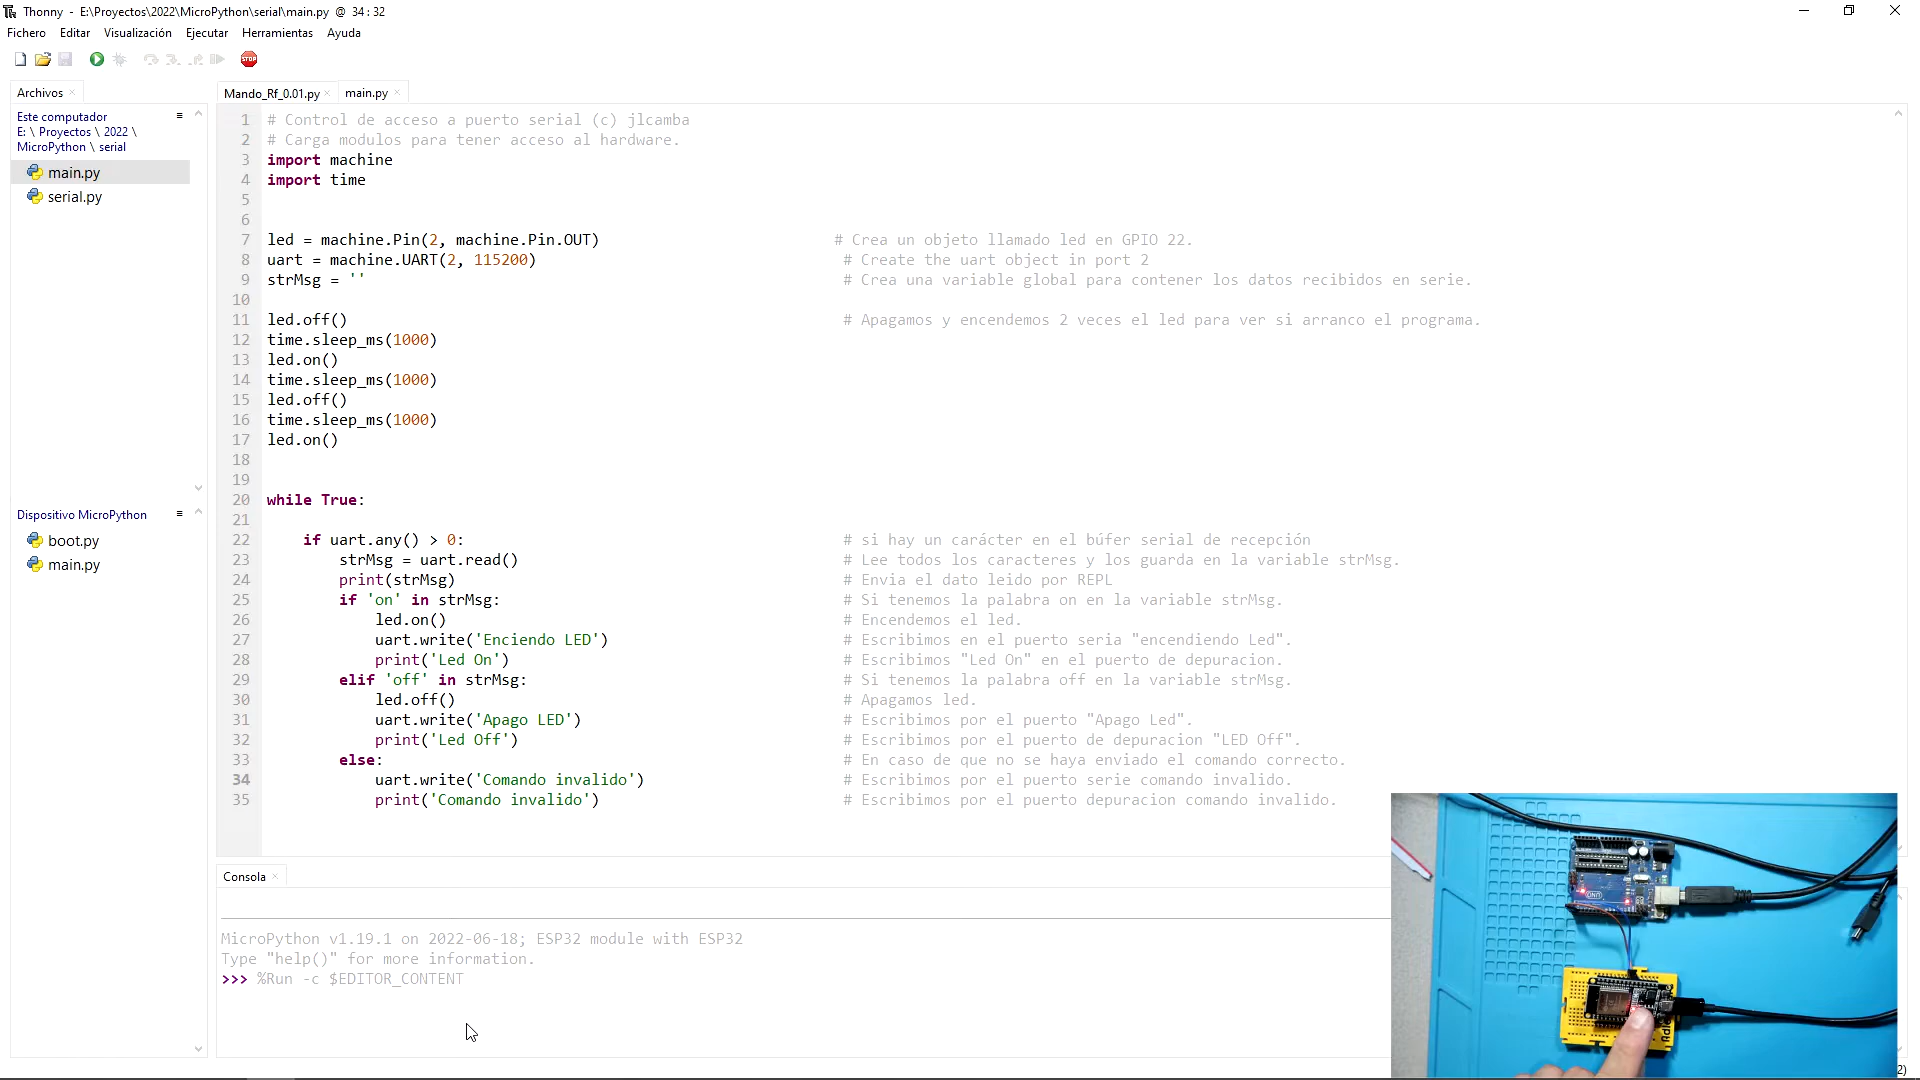 Thonny - E:\Proyectos\2022\MicroPython\serial\main.py @ 34 : 32
Fichero Editar Visualización Ejecutar Herramientas Ayuda
STOP
Archivos
Este computador
E: \ Proyectos \ 2022 \
MicroPython \ serial
main.py
serial.py
Dispositivo MicroPython
boot.py
main.py
Mando_Rf_0.01.py main.py
1 # Control de acceso a puerto serial (c) jlcamba
2 # Carga modulos para tener acceso al hardware.
3 import machine
4 import time
5
6
7 led = machine.Pin(2, machine.Pin.OUT) # Crea un objeto llamado led en GPIO 22.
8 uart = machine.UART(2, 115200) # Create the uart object in port 2
9 strMsg = '' # Crea una variable global para contener los datos recibidos en serie.
10
11 led.off() # Apagamos y encendemos 2 veces el led para ver si arranco el programa.
12 time.sleep_ms(1000)
13 led.on()
14 time.sleep_ms(1000)
15 led.off()
16 time.sleep_ms(1000)
17 led.on()
18
19
20 while True:
21
22 if uart.any() > 0: # si hay un carácter en el búfer serial de recepción
23 strMsg = uart.read() # Lee todos los caracteres y los guarda en la variable strMsg.
24 print(strMsg) # Envia el dato leido por REPL
25 if 'on' in strMsg: # Si tenemos la palabra on en la variable strMsg.
26 led.on() # Encendemos el led.
27 uart.write('Enciendo LED') # Escribimos en el puerto seria "encendiendo Led".
28 print('Led On') # Escribimos "Led On" en el puerto de depuracion.
29 elif 'off' in strMsg: # Si tenemos la palabra off en la variable strMsg.
30 led.off() # Apagamos led.
31 uart.write('Apago LED') # Escribimos por el puerto "Apago Led".
32 print('Led Off') # Escribimos por el puerto de depuracion "LED Off".
33 else: # En caso de que no se haya enviado el comando correcto.
34 uart.write('Comando invalido') # Escribimos por el puerto serie comando invalido.
35 print('Comando invalido') # Escribimos por el puerto depuracion comando invalido.
Consola
MicroPython v1.19.1 on 2022-06-18; ESP32 module with ESP32
Type "help()" for more information.
>>> %Run -c $EDITOR_CONTENT
UNO
2)